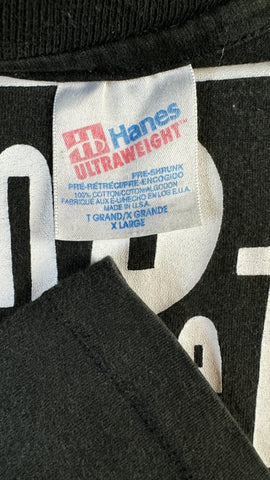 Hanes
ULTRAWEIGHT™
PRE-SHRUNK
PRE-RÉTRÉCI/PRE-ENCOGIDO
100% COTTON/COTON/ALGODON
FABRIQUÉ AUX É-U/HECHO EN LOS E.U.A.
MADE IN U.S.A.
T GRAND/X GRANDE
X LARGE